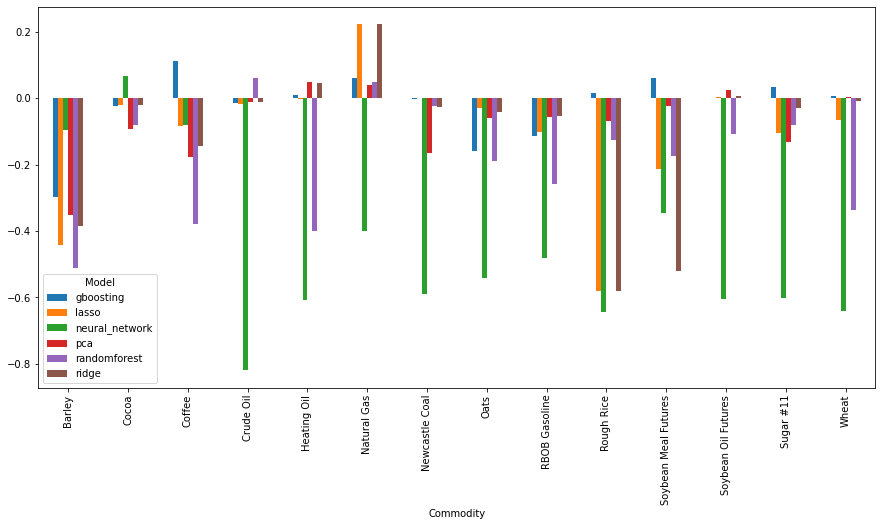 0.2
0.0
−0.2
−0.4
−0.6
−0.8
Model
gboosting
lasso
neural_network
pca
randomforest
ridge
Barley
Cocoa
Coffee
Crude Oil
Heating Oil
Natural Gas
Newcastle Coal
Oats
RBOB Gasoline
Rough Rice
Soybean Meal Futures
Soybean Oil Futures
Sugar #11
Wheat
Commodity